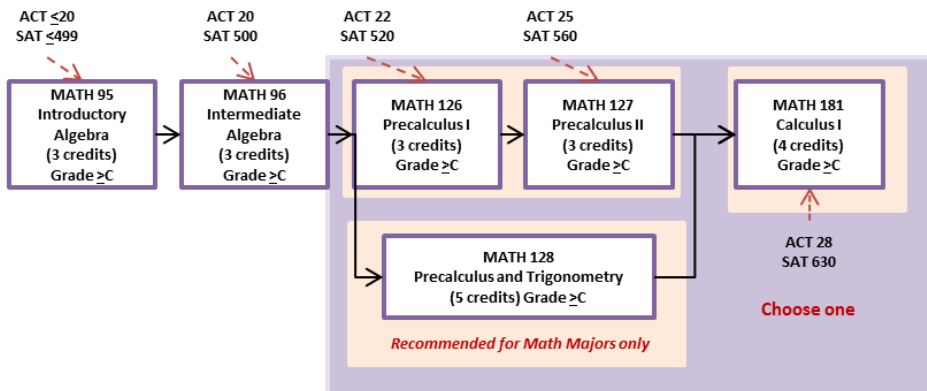 ACT ≤20
SAT ≤499
ACT 20
SAT 500
ACT 22
SAT 520
ACT 25
SAT 560
MATH 95
Introductory
Algebra
(3 credits)
Grade ≥C
MATH 96
Intermediate
Algebra
(3 credits)
Grade ≥C
MATH 126
Precalculus I
(3 credits)
Grade ≥C
MATH 127
Precalculus II
(3 credits)
Grade ≥C
MATH 181
Calculus I
(4 credits)
Grade ≥C
MATH 128
Precalculus and Trigonometry
(5 credits) Grade ≥C
Recommended for Math Majors only
ACT 28
SAT 630
Choose one